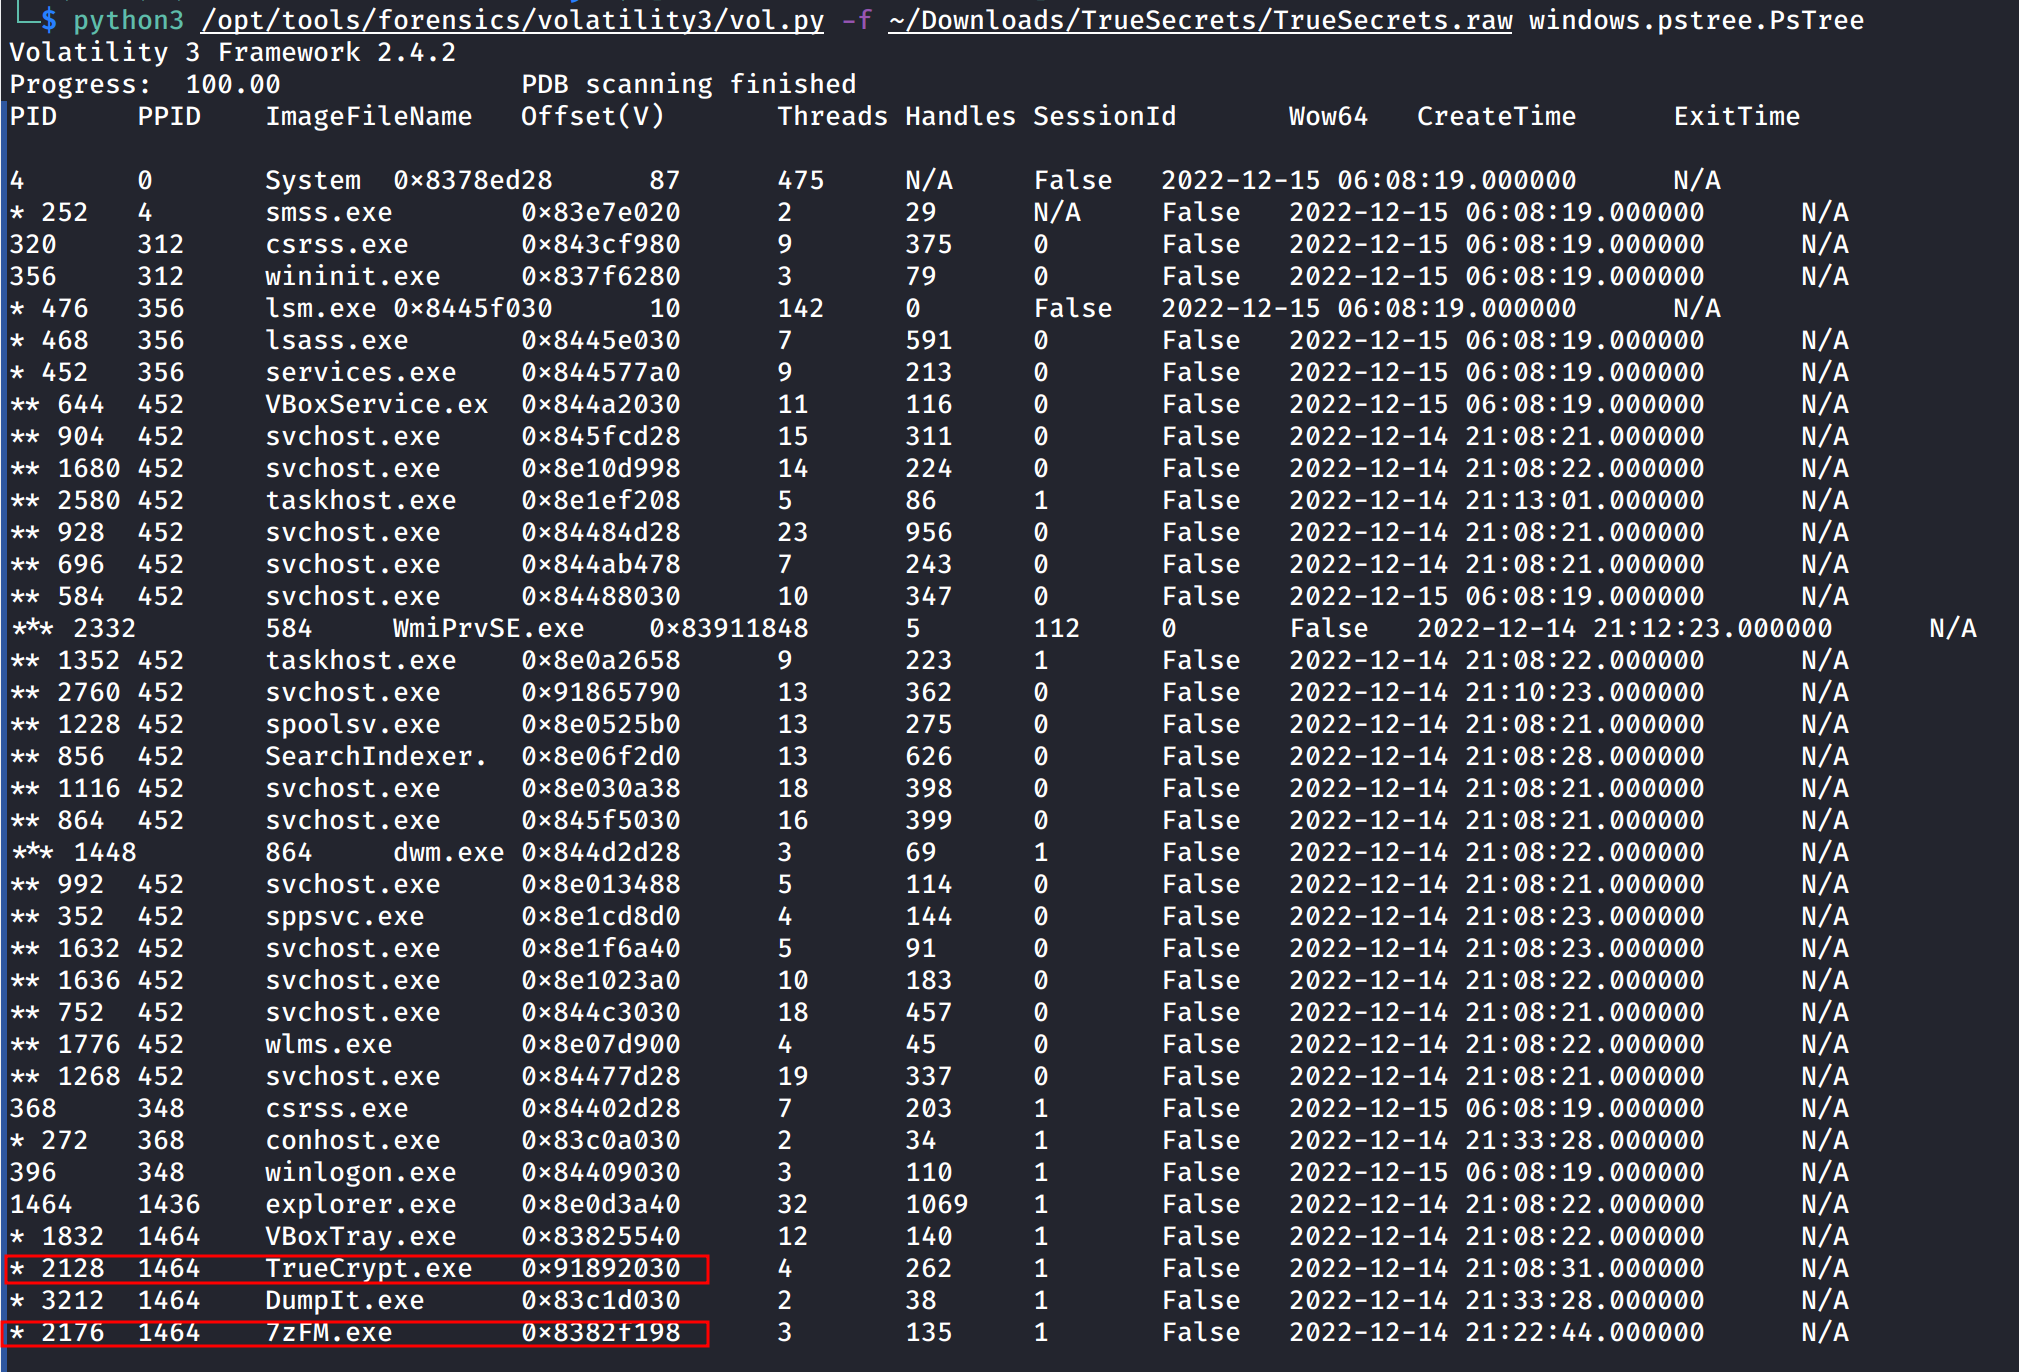 └─$ python3 /opt/tools/forensics/volatility3/vol.py -f ~/Downloads/TrueSecrets/TrueSecrets.raw windows.pstree.PsTree
Volatility 3 Framework 2.4.2
Progress:  100.00               PDB scanning finished
PID     PPID    ImageFileName   Offset(V)       Threads Handles SessionId       Wow64   CreateTime      ExitTime
4       0       System  0×8378ed28      87      475     N/A     False   2022-12-15 06:08:19.000000      N/A
* 252   4       smss.exe        0×83e7e020      2       29      N/A     False   2022-12-15 06:08:19.000000      N/A
320     312     csrss.exe       0×843cf980      9       375     0       False   2022-12-15 06:08:19.000000      N/A
356     312     wininit.exe     0×837f6280      3       79      0       False   2022-12-15 06:08:19.000000      N/A
* 476   356     lsm.exe 0×8445f030      10      142     0       False   2022-12-15 06:08:19.000000      N/A
* 468   356     lsass.exe       0×8445e030      7       591     0       False   2022-12-15 06:08:19.000000      N/A
* 452   356     services.exe    0×844577a0      9       213     0       False   2022-12-15 06:08:19.000000      N/A
** 644  452     VBoxService.ex  0×844a2030      11      116     0       False   2022-12-15 06:08:19.000000      N/A
** 904  452     svchost.exe     0×845fcd28      15      311     0       False   2022-12-14 21:08:21.000000      N/A
** 1680 452     svchost.exe     0×8e10d998      14      224     0       False   2022-12-14 21:08:22.000000      N/A
** 2580 452     taskhost.exe    0×8e1ef208      5       86      1       False   2022-12-14 21:13:01.000000      N/A
** 928  452     svchost.exe     0×84484d28      23      956     0       False   2022-12-14 21:08:21.000000      N/A
** 696  452     svchost.exe     0×844ab478      7       243     0       False   2022-12-14 21:08:21.000000      N/A
** 584  452     svchost.exe     0×84488030      10      347     0       False   2022-12-15 06:08:19.000000      N/A
*** 2332        584     WmiPrvSE.exe    0×83911848      5       112     0       False   2022-12-14 21:12:23.000000      N/A
** 1352 452     taskhost.exe    0×8e0a2658      9       223     1       False   2022-12-14 21:08:22.000000      N/A
** 2760 452     svchost.exe     0×91865790      13      362     0       False   2022-12-14 21:10:23.000000      N/A
** 1228 452     spoolsv.exe     0×8e0525b0      13      275     0       False   2022-12-14 21:08:21.000000      N/A
** 856  452     SearchIndexer.  0×8e06f2d0      13      626     0       False   2022-12-14 21:08:28.000000      N/A
** 1116 452     svchost.exe     0×8e030a38      18      398     0       False   2022-12-14 21:08:21.000000      N/A
** 864  452     svchost.exe     0×845f5030      16      399     0       False   2022-12-14 21:08:21.000000      N/A
*** 1448        864     dwm.exe 0×844d2d28      3       69      1       False   2022-12-14 21:08:22.000000      N/A
** 992  452     svchost.exe     0×8e013488      5       114     0       False   2022-12-14 21:08:21.000000      N/A
** 352  452     sppsvc.exe      0×8e1cd8d0      4       144     0       False   2022-12-14 21:08:23.000000      N/A
** 1632 452     svchost.exe     0×8e1f6a40      5       91      0       False   2022-12-14 21:08:23.000000      N/A
** 1636 452     svchost.exe     0×8e1023a0      10      183     0       False   2022-12-14 21:08:22.000000      N/A
** 752  452     svchost.exe     0×844c3030      18      457     0       False   2022-12-14 21:08:21.000000      N/A
** 1776 452     wlms.exe        0×8e07d900      4       45      0       False   2022-12-14 21:08:22.000000      N/A
** 1268 452     svchost.exe     0×84477d28      19      337     0       False   2022-12-14 21:08:21.000000      N/A
368     348     csrss.exe       0×84402d28      7       203     1       False   2022-12-15 06:08:19.000000      N/A
* 272   368     conhost.exe     0×83c0a030      2       34      1       False   2022-12-14 21:33:28.000000      N/A
396     348     winlogon.exe    0×84409030      3       110     1       False   2022-12-15 06:08:19.000000      N/A
1464    1436    explorer.exe    0×8e0d3a40      32      1069    1       False   2022-12-14 21:08:22.000000      N/A
* 1832  1464    VBoxTray.exe    0×83825540      12      140     1       False   2022-12-14 21:08:22.000000      N/A
* 2128  1464    TrueCrypt.exe   0×91892030      4       262     1       False   2022-12-14 21:08:31.000000      N/A
* 3212  1464    DumpIt.exe      0×83c1d030      2       38      1       False   2022-12-14 21:33:28.000000      N/A
* 2176  1464    7zFM.exe        0×8382f198      3       135     1       False   2022-12-14 21:22:44.000000      N/A